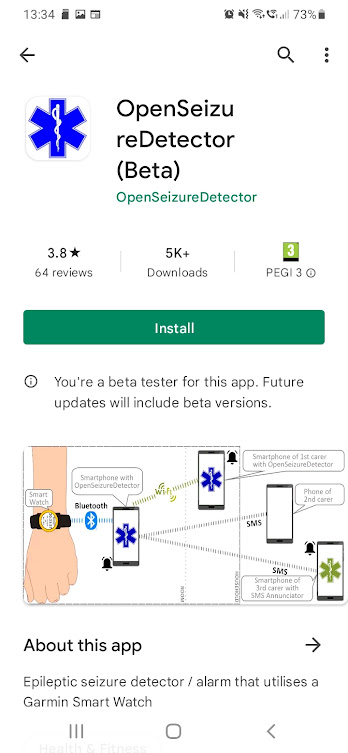 13:34
73%
OpenSeizu
reDetector
(Beta)
OpenSeizureDetector
3.8★
64 reviews
5K+
Downloads
3
PEGI 3
Install
You're a beta tester for this app. Future
updates will include beta versions.
Smart
Watch
Bluetooth
Smartphone with
OpenSeizureDetector
Wifi
Smartphone of 1st carer
with OpenSeizureDetector
Phone of
2nd carer
SMS
SMS
Smartphone of
3rd carer with
SMS Annunciator
ROOM
HOUSEHOLD
About this app
Epileptic seizure detector / alarm that utilises a
Garmin Smart Watch
Health & Fitness